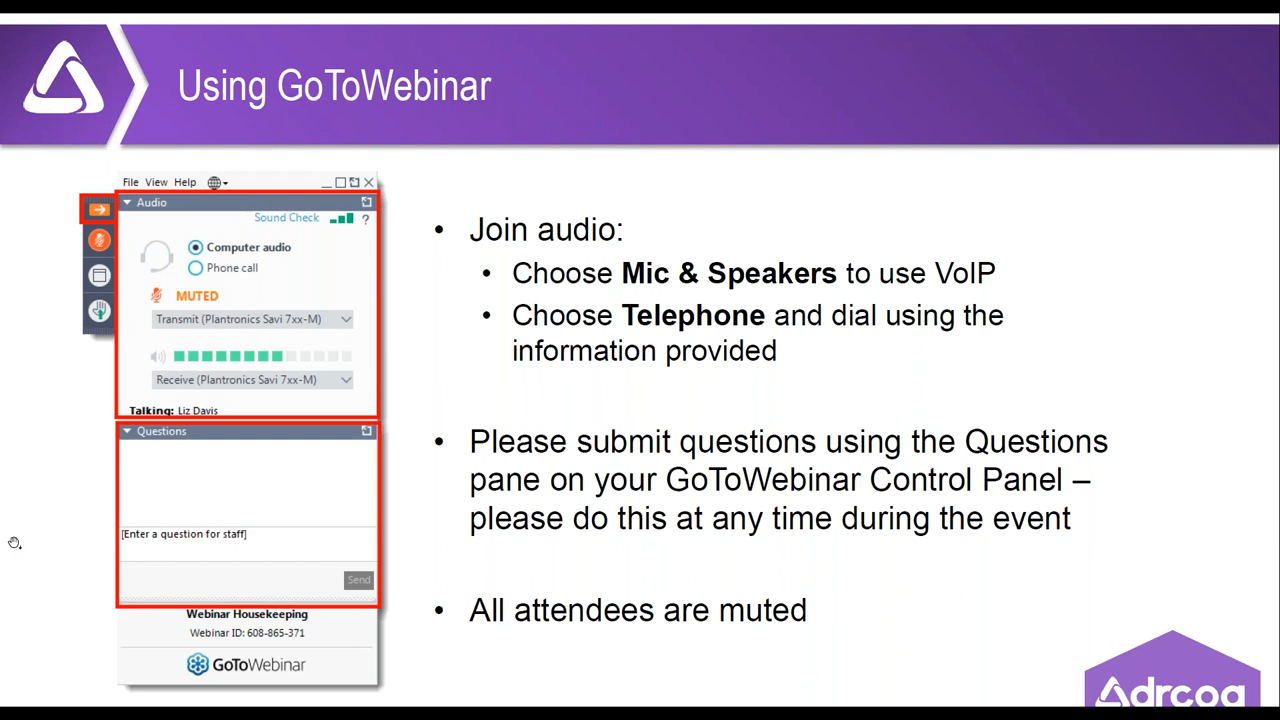 Using GoToWebinar
File View Help
Audio
Sound Check
?
Computer audio
Phone call
MUTED
Transmit (Plantronics Savi 7xx-M)
Receive (Plantronics Savi 7xx-M)
Talking: Liz Davis
Questions
[Enter a question for staff]
Send
Webinar Housekeeping
Webinar ID: 608-865-371
GoToWebinar
• Join audio:
• Choose Mic & Speakers to use VoIP
• Choose Telephone and dial using the
information provided
• Please submit questions using the Questions
pane on your GoToWebinar Control Panel –
please do this at any time during the event
• All attendees are muted